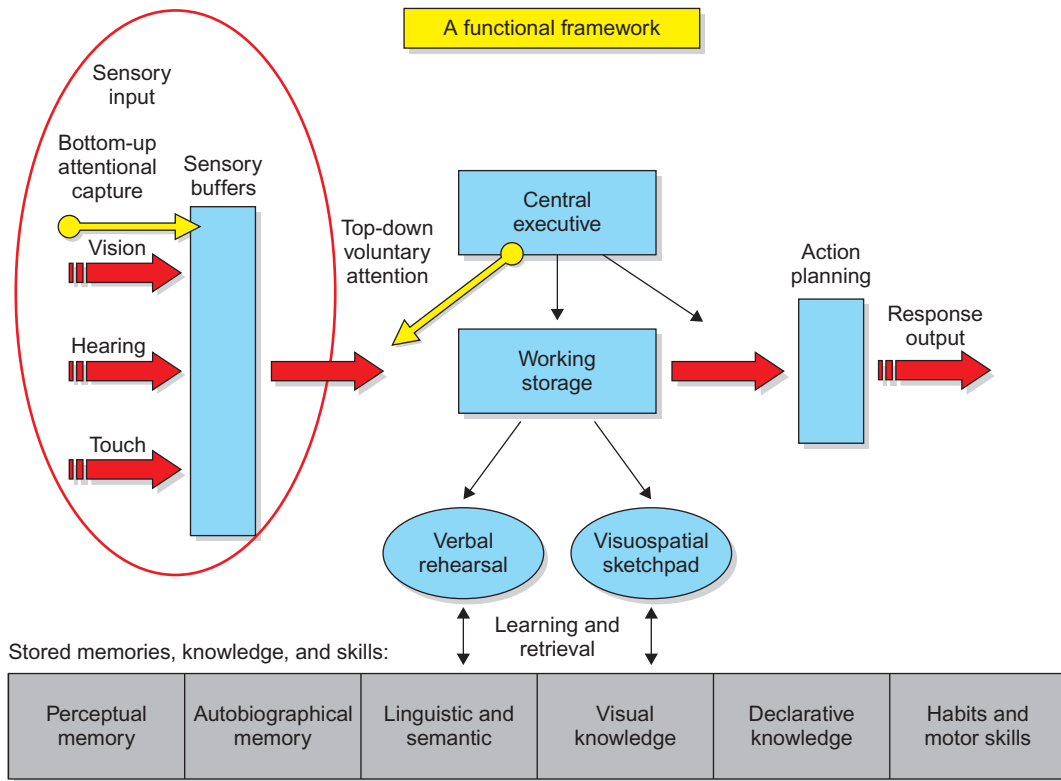 A functional framework
Sensory
input
Bottom-up
attentional
capture
Sensory
buffers
Vision
Hearing
Touch
Top-down
voluntary
attention
Central
executive
Working
storage
Action
planning
Response
output
Verbal
rehearsal
Visuospatial
sketchpad
Learning and
retrieval
Stored memories, knowledge, and skills:
Perceptual
memory
Autobiographical
memory
Linguistic and
semantic
Visual
knowledge
Declarative
knowledge
Habits and
motor skills